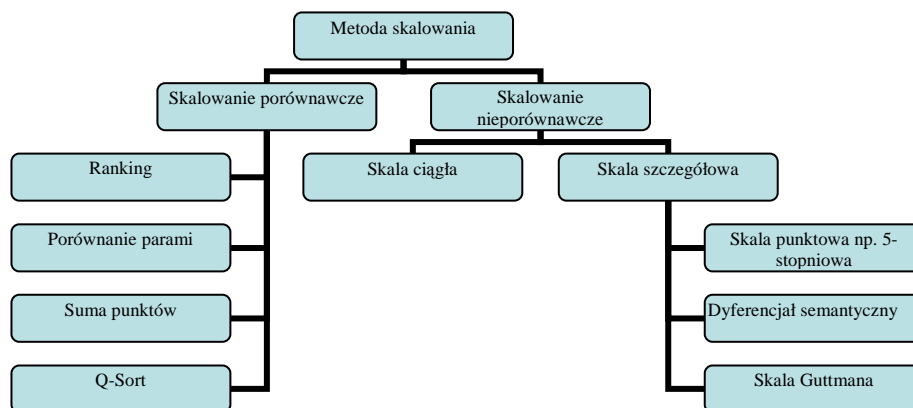 Metoda skalowania
Skalowanie porównawcze
Skalowanie
nieporównawcze
Ranking
Skala ciągła
Skala szczegółowa
Porównanie parami
Skala punktowa np. 5-
stopniowa
Suma punktów
Dyferencjał semantyczny
Q-Sort
Skala Guttmana